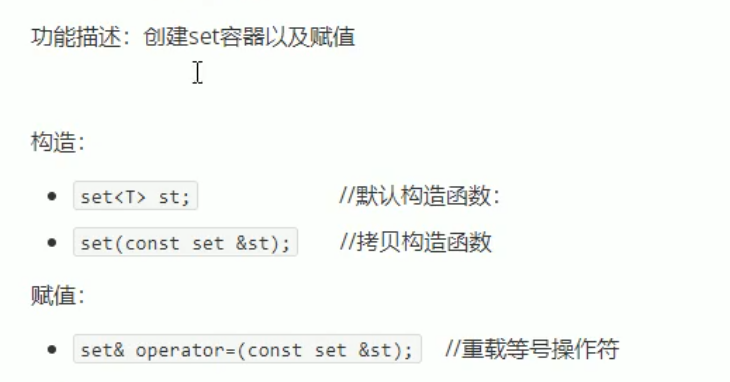 功能描述：创建set容器以及赋值
构造：
set<T> st; //默认构造函数：
set(const set &st); //拷贝构造函数
赋值：
set& operator=(const set &st); //重载等号操作符